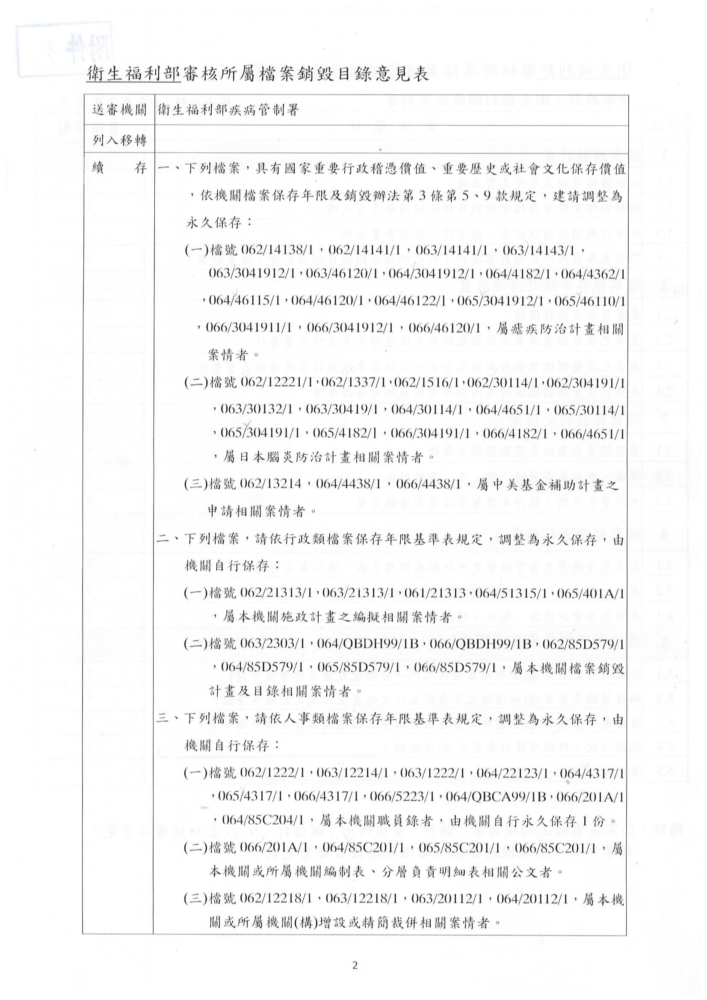 衛生福利部審核所屬檔案銷毀目錄意見表
送審機關 衛生福利部疾病管制署
列入移轉
續存 一、下列檔案，具有國家重要行政稽憑價值、重要歷史或社會文化保存價值
，依機關檔案保存年限及銷毀辦法第3條第5、9款規定，建請調整為
永久保存：
(一)檔號062/14138/1，062/14141/1，063/14141/1，063/14143/1，
063/3041912/1，063/46120/1，064/3041912/1，064/4182/1，064/4362/1
，064/46115/1，064/46120/1，064/46122/1，065/3041912/1，065/46110/1
，066/3041911/1，066/3041912/1，066/46120/1，屬瘧疾防治計畫相關
案情者。
(二)檔號062/12221/1，062/1337/1，062/1516/1，062/30114/1，062/304191/1
，063/30132/1，063/30419/1，064/30114/1，064/4651/1，065/30114/1
，065/304191/1，065/4182/1，066/304191/1，066/4182/1，066/4651/1
，屬日本腦炎防治計畫相關案情者。
(三)檔號062/13214，064/4438/1，066/4438/1，屬中美基金補助計畫之
申請相關案情者。
二、下列檔案，請依行政類檔案保存年限基準表規定，調整為永久保存，由
機關自行保存：
(一)檔號062/21313/1，063/21313/1，061/21313，064/51315/1，065/401A/1
，屬本機關施政計畫之編擬相關案情者。
(二)檔號063/2303/1，064/QBDH99/1B，066/QBDH99/1B，062/85D579/1
，064/85D579/1，065/85D579/1，066/85D579/1，屬本機關檔案銷毀
計畫及目錄相關案情者。
三、下列檔案，請依人事類檔案保存年限基準表規定，調整為永久保存，由
機關自行保存：
(一)檔號062/1222/1，063/12214/1，063/1222/1，064/22123/1，064/4317/1
，065/4317/1，066/4317/1，066/5223/1，064/QBCA99/1B，066/201A/1
，064/85C204/1，屬本機關職員錄者，由機關自行永久保存1份。
(二)檔號066/201A/1，064/85C201/1，065/85C201/1，066/85C201/1，屬
本機關或所屬機關編制表、分層負責明細表相關公文者。
(三)檔號062/12218/1，063/12218/1，063/20112/1，064/20112/1，屬本機
關或所屬機關(構)增設或精簡裁併相關案情者。
2